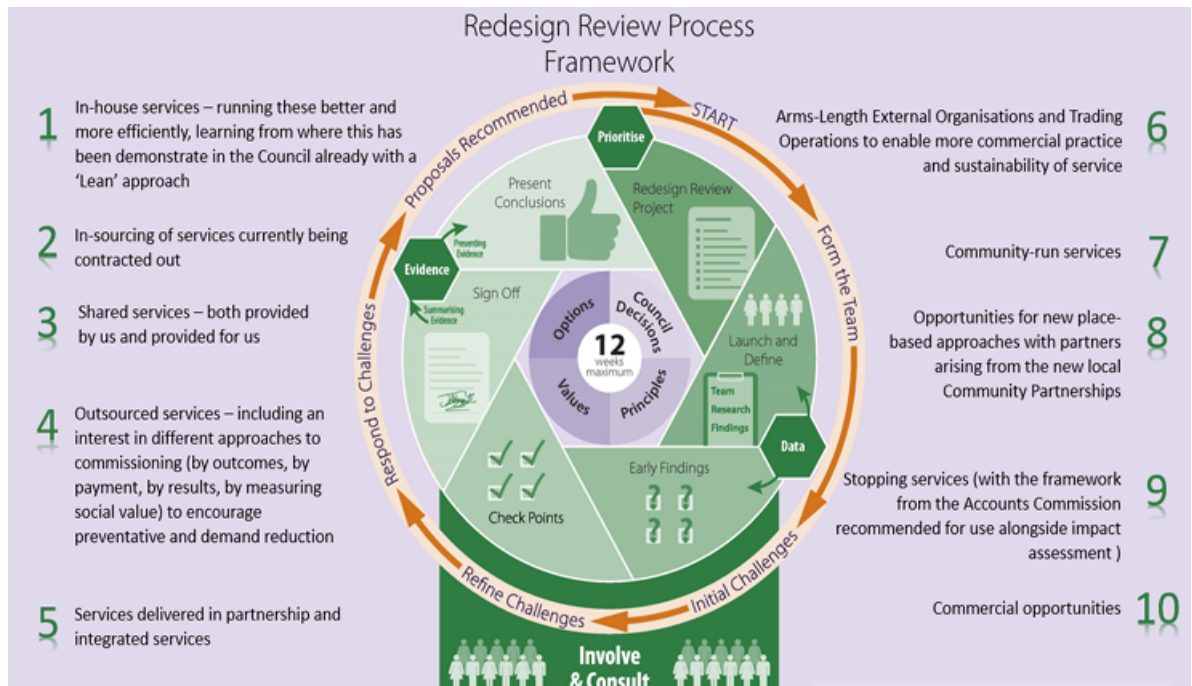 Redesign Review Process
Framework
1
In-house services – running these better and
more efficiently, learning from where this has
been demonstrate in the Council already with a
‘Lean’ approach
2
In-sourcing of services currently being
contracted out
3
Shared services – both provided
by us and provided for us
4
Outsourced services – including an
interest in different approaches to
commissioning (by outcomes, by
payment, by results, by measuring
social value) to encourage
preventative and demand reduction
5
Services delivered in partnership and
integrated services
START
Form the Team
Initial Challenges
Refine Challenges
Respond to Challenges
Proposals Recommended
Prioritise
Redesign Review
Project
Launch and
Define
Team
Research
Findings
Data
Early Findings
?
?
?
?
Check Points
Sign Off
Summarising
Evidence
Evidence
Presenting
Evidence
Present
Conclusions
Options
Council
Decisions
Principles
Values
12
weeks
maximum
Involve
& Consult
Arms-Length External Organisations and Trading
Operations to enable more commercial practice
and sustainability of service
6
Community-run services
7
Opportunities for new place-
based approaches with partners
arising from the new local
Community Partnerships
8
Stopping services (with the framework
from the Accounts Commission
recommended for use alongside impact
assessment )
9
Commercial opportunities
10